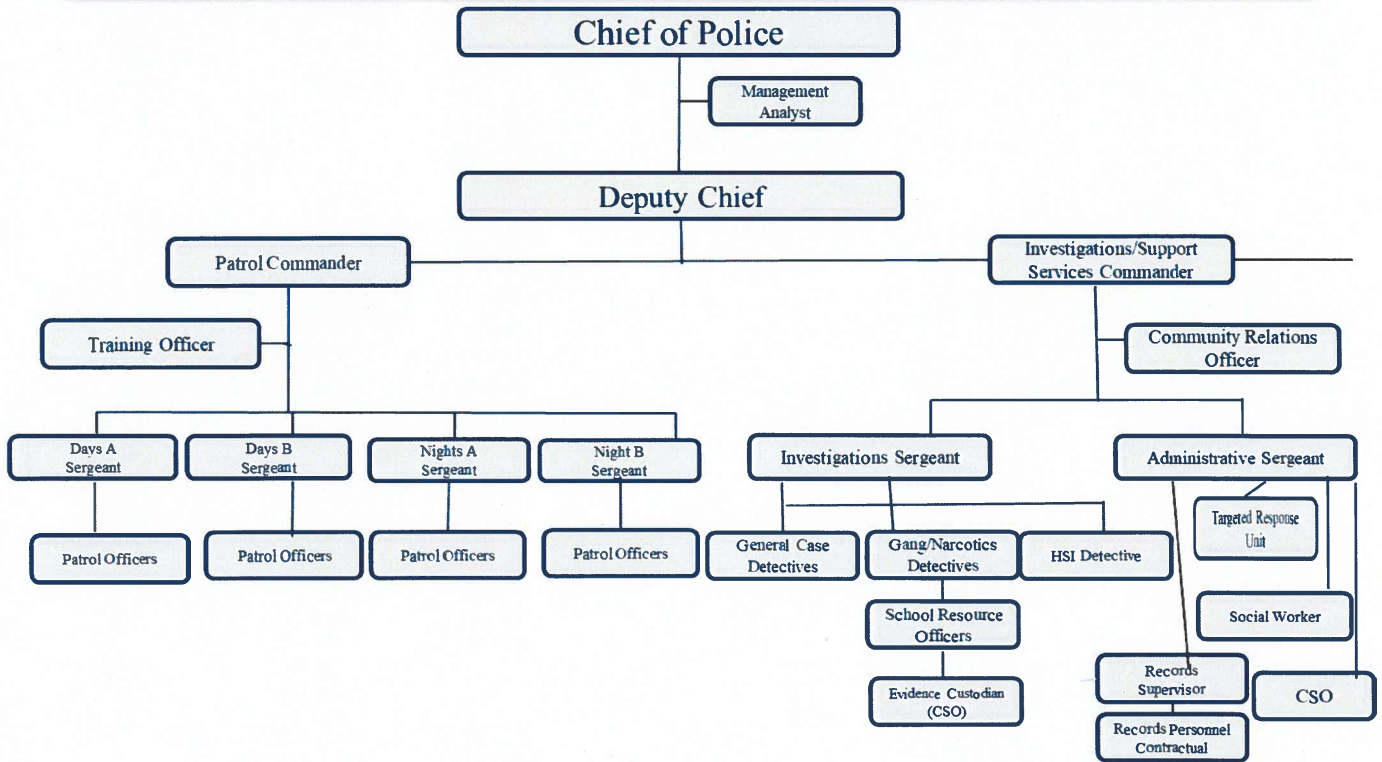 Chief of Police
Management
Analyst
Deputy Chief
Patrol Commander
Investigations/Support
Services Commander
Training Officer
Community Relations
Officer
Days A
Sergeant
Days B
Sergeant
Nights A
Sergeant
Night B
Sergeant
Investigations Sergeant
Administrative Sergeant
Patrol Officers
Patrol Officers
Patrol Officers
Patrol Officers
General Case
Detectives
Gang/Narcotics
Detectives
HSI Detective
Targeted Response
Unit
School Resource
Officers
Social Worker
Evidence Custodian
(CSO)
Records
Supervisor
CSO
Records Personnel
Contractual